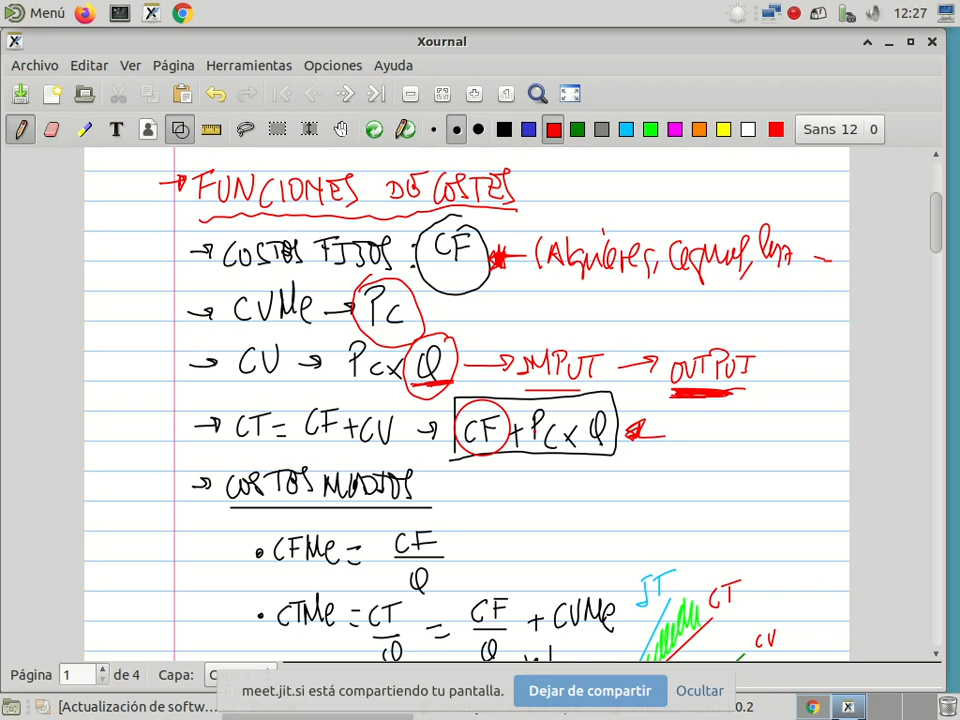 Menú 12:27
Xournal
Archivo Editar Ver Página Herramientas Opciones Ayuda
Sans 12 0
→ FUNCIONES DE COSTES
→ COSTOS FIJOS : CF ← (Alquileres,
→ CVMe → Pc
→ CV → Pc x Q → INPUT → OUTPUT
→ CT = CF + CV → CF + Pc x Q ←
→ COSTOS MEDIOS
• CFMe = CF
Q
• CTMe = CT = CF + CVMe
Q Q
IT CT
CV
Página 1 de 4 Capa:
meet.jit.si está compartiendo tu pantalla. Dejar de compartir Ocultar
[Actualización de softw... [Xournal]